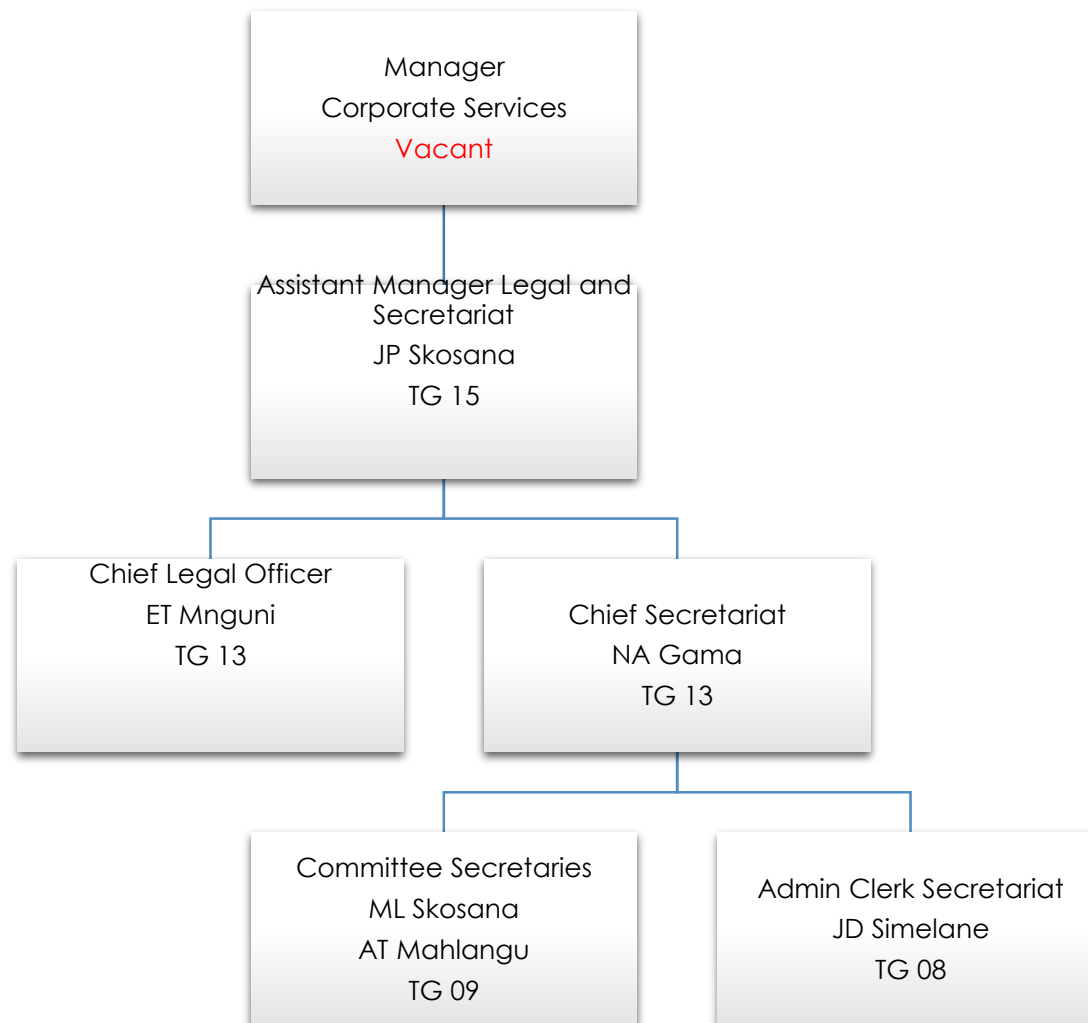 Manager
Corporate Services
Vacant
Assistant Manager Legal and
Secretariat
JP Skosana
TG 15
Chief Legal Officer
ET Mnguni
TG 13
Chief Secretariat
NA Gama
TG 13
Committee Secretaries
ML Skosana
AT Mahlangu
TG 09
Admin Clerk Secretariat
JD Simelane
TG 08